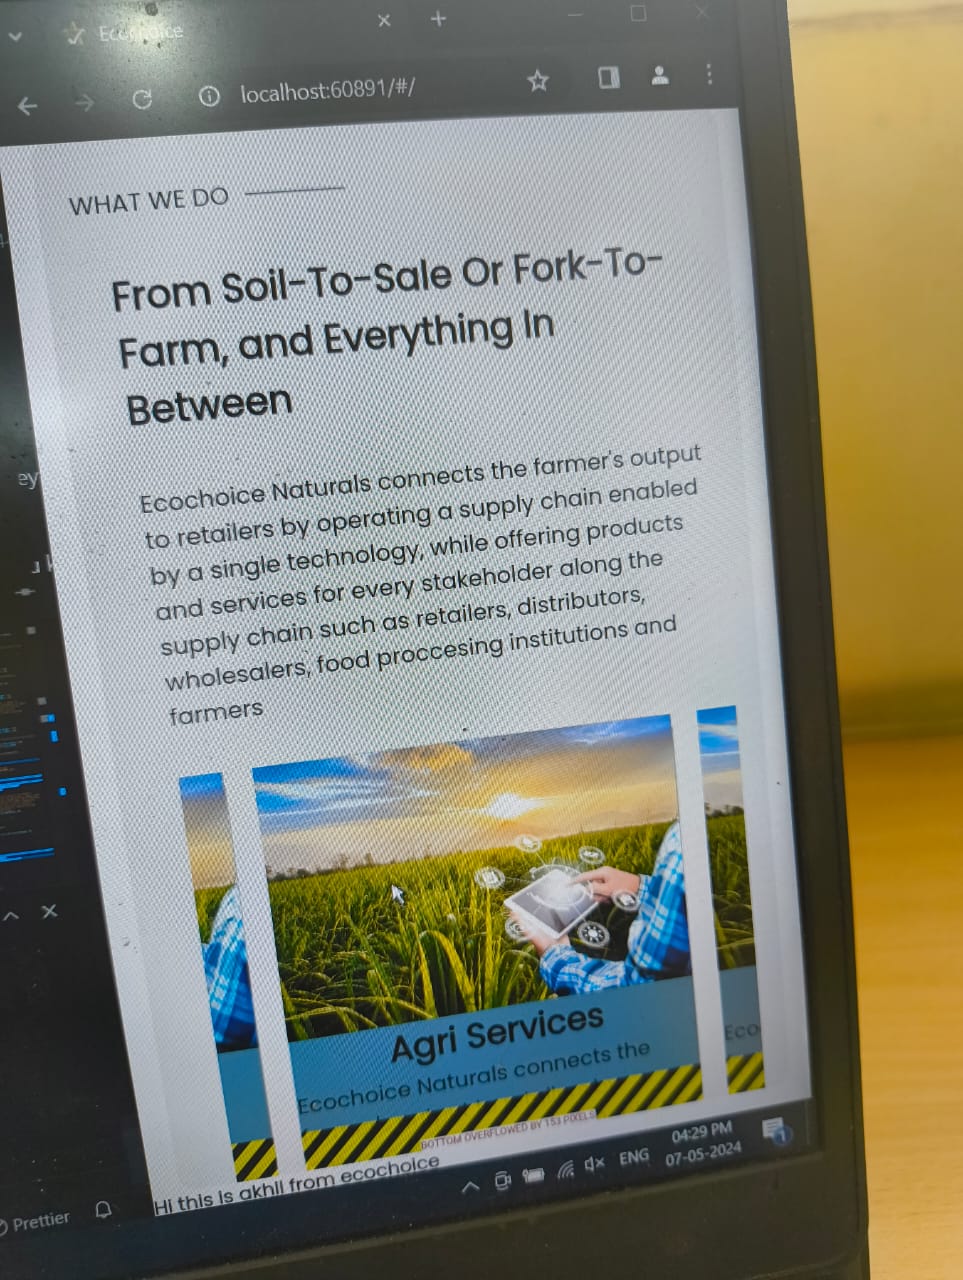 Ecochoice
localhost:60891/#/
WHAT WE DO
From Soil-To-Sale Or Fork-To-
Farm, and Everything In
Between
Ecochoice Naturals connects the farmer's output
to retailers by operating a supply chain enabled
by a single technology, while offering products
and services for every stakeholder along the
supply chain such as retailers, distributors,
wholesalers, food proccesing institutions and
farmers
Agri Services
Ecochoice Naturals connects the
Eco
BOTTOM OVERFLOWED BY 153 PIXELS
Hi this is akhil from ecochoice
ey
Prettier
ENG
04:29 PM
07-05-2024